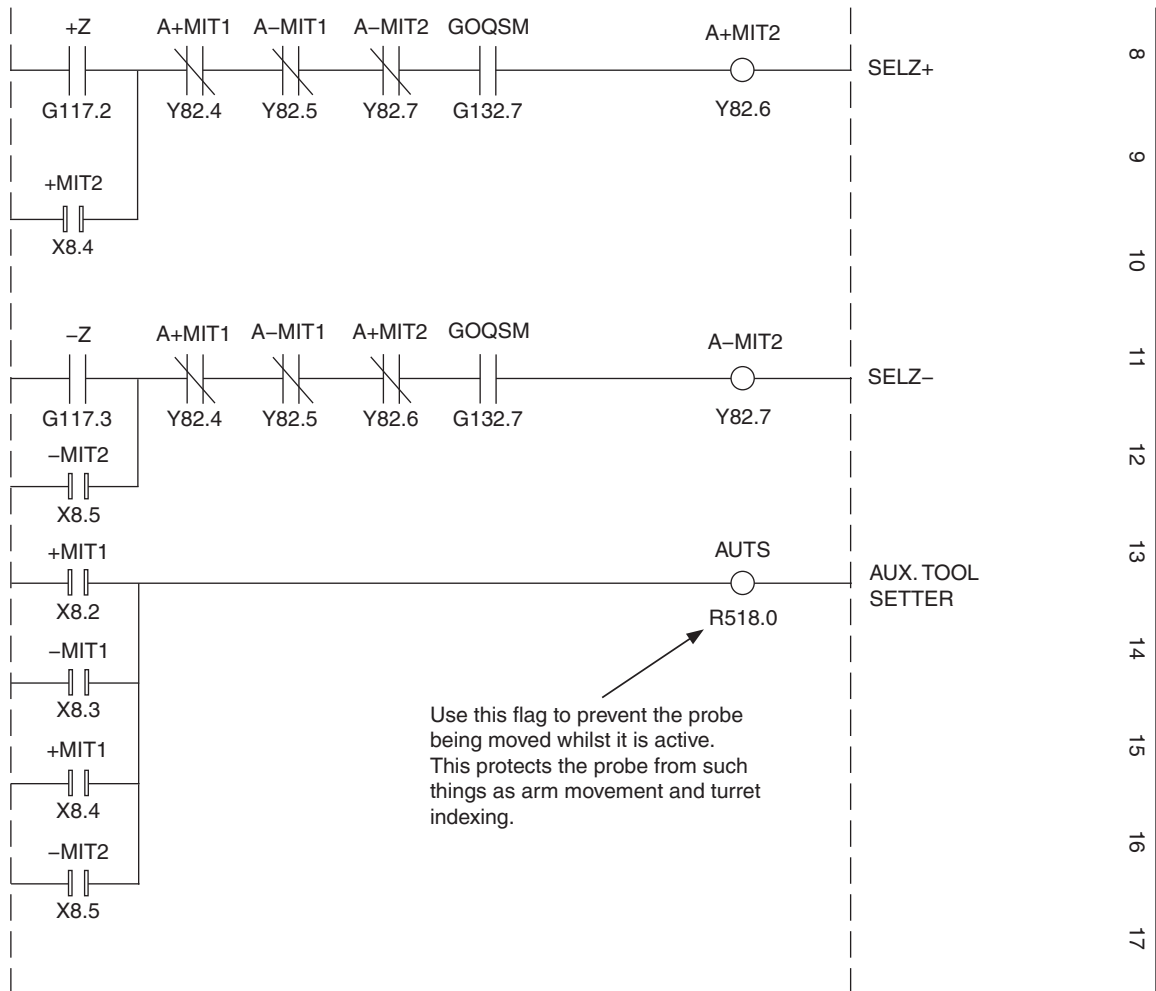 +Z A+MIT1 A−MIT1 A−MIT2 GOQSM A+MIT2
SELZ+
G117.2 Y82.4 Y82.5 Y82.7 G132.7 Y82.6
8
9
+MIT2
X8.4
10
−Z A+MIT1 A−MIT1 A+MIT2 GOQSM A−MIT2
11
SELZ−
G117.3 Y82.4 Y82.5 Y82.6 G132.7 Y82.7
−MIT2
12
X8.5
+MIT1 AUTS
13
AUX. TOOL
SETTER
X8.2 R518.0
−MIT1
14
X8.3
Use this flag to prevent the probe
being moved whilst it is active.
This protects the probe from such
things as arm movement and turret
indexing.
+MIT1
15
X8.4
−MIT2
16
X8.5
17